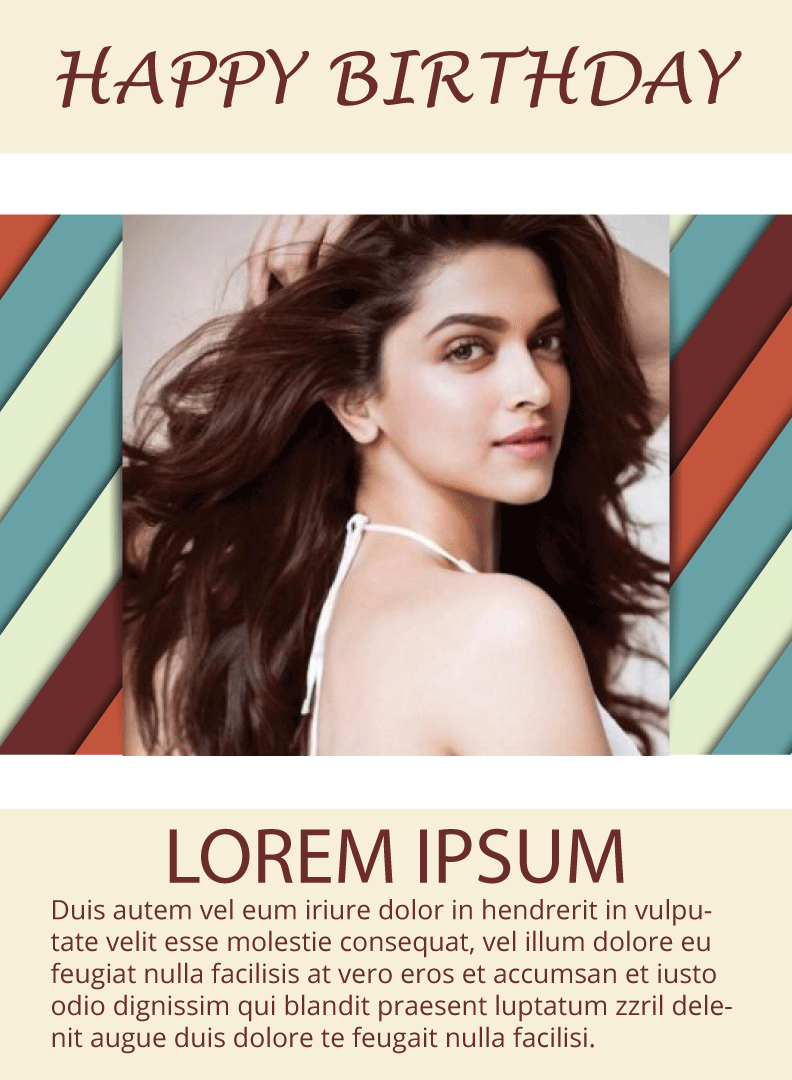 HAPPY BIRTHDAY
LOREM IPSUM
Duis autem vel eum iriure dolor in hendrerit in vulpu-
tate velit esse molestie consequat, vel illum dolore eu
feugiat nulla facilisis at vero eros et accumsan et iusto
odio dignissim qui blandit praesent luptatum zzril dele-
nit augue duis dolore te feugait nulla facilisi.